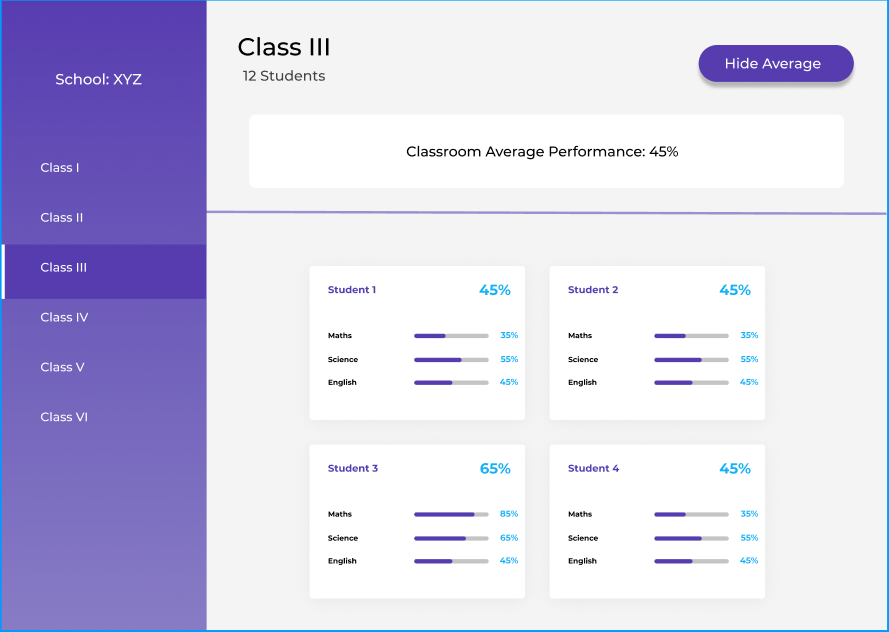 School: XYZ
Class I
Class II
Class III
Class IV
Class V
Class VI
Class III
12 Students
Hide Average
Classroom Average Performance: 45%
Student 1 45%
Maths 35%
Science 55%
English 45%
Student 2 45%
Maths 35%
Science 55%
English 45%
Student 3 65%
Maths 85%
Science 65%
English 45%
Student 4 45%
Maths 35%
Science 55%
English 45%